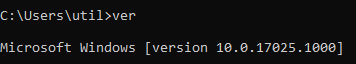 C:\Users\util>ver
Microsoft Windows [version 10.0.17025.1000]